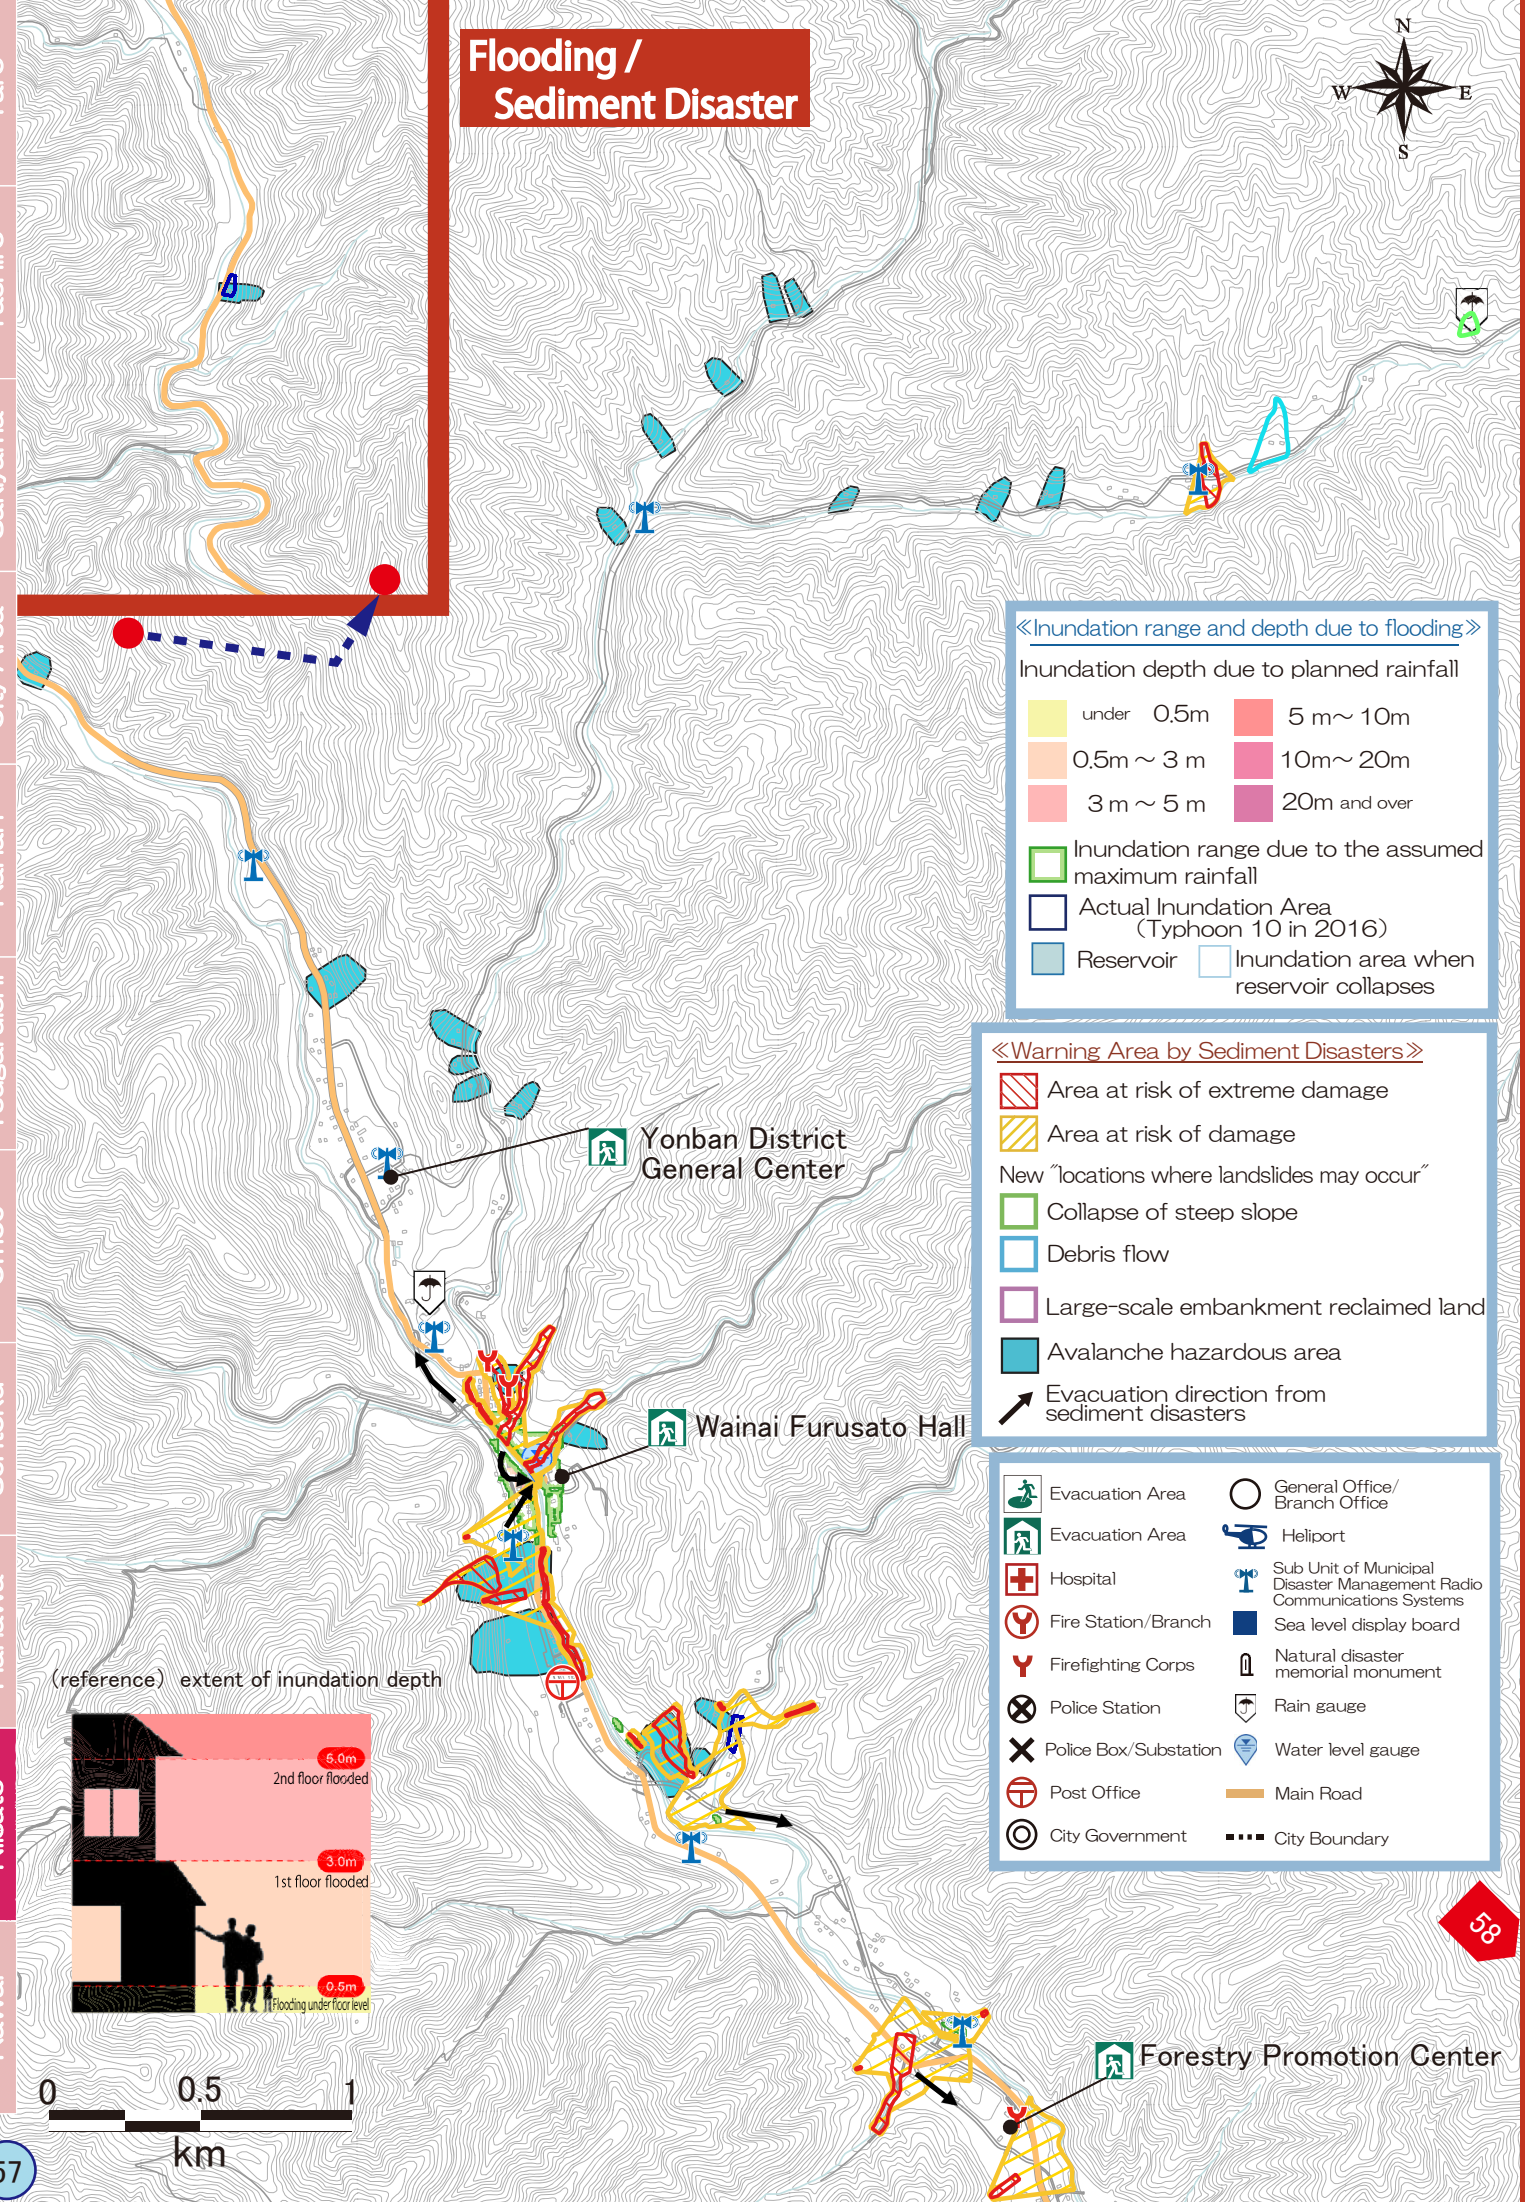 Flooding /
Sediment Disaster
N
W
E
S
≪Inundation range and depth due to flooding≫
Inundation depth due to planned rainfall
under 0.5m
5 m～ 10m
0.5m ～ 3 m
10m～ 20m
3 m ～ 5 m
20m and over
Inundation range due to the assumed
maximum rainfall
Actual Inundation Area
(Typhoon 10 in 2016)
Reservoir
Inundation area when
reservoir collapses
≪Warning Area by Sediment Disasters≫
Area at risk of extreme damage
Area at risk of damage
New "locations where landslides may occur"
Collapse of steep slope
Debris flow
Large-scale embankment reclaimed land
Avalanche hazardous area
Evacuation direction from
sediment disasters
Yonban District
General Center
Wainai Furusato Hall
Evacuation Area
General Office/
Branch Office
Evacuation Area
Heliport
Hospital
Sub Unit of Municipal
Disaster Management Radio
Communications Systems
Fire Station/Branch
Sea level display board
Firefighting Corps
Natural disaster
memorial monument
Police Station
Rain gauge
Police Box/Substation
Water level gauge
Post Office
Main Road
City Government
City Boundary
(reference) extent of inundation depth
5.0m
2nd floor flooded
3.0m
1st floor flooded
0.5m
Flooding under floor level
58
Forestry Promotion Center
0 0.5 1
km
57